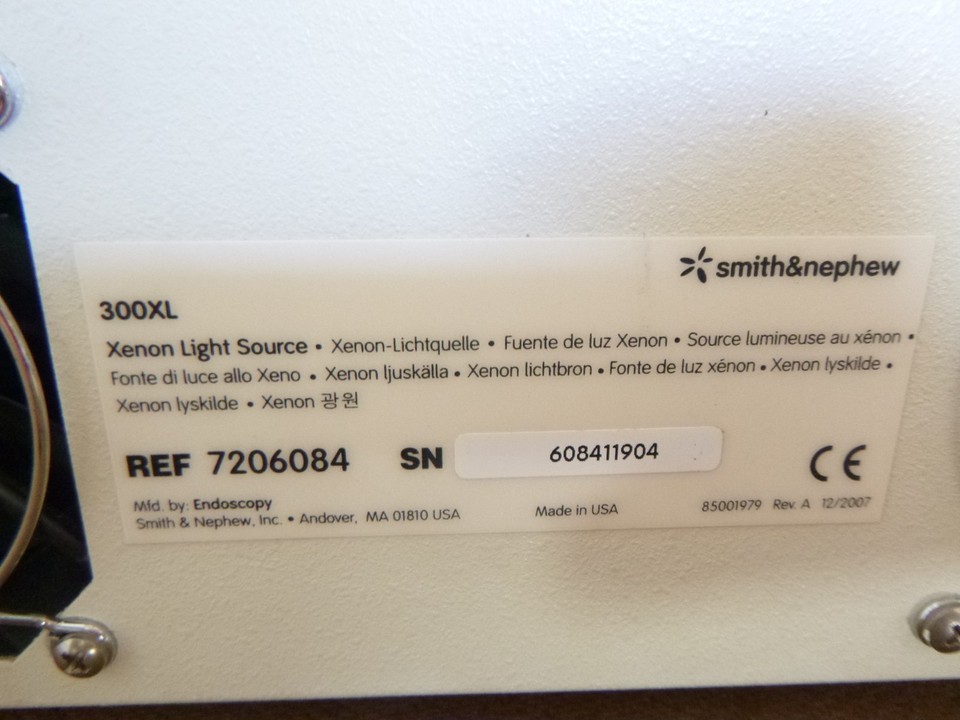 smith&nephew
300XL
Xenon Light Source • Xenon-Lichtquelle • Fuente de luz Xenon • Source lumineuse au xénon •
Fonte di luce allo Xeno • Xenon ljuskälla • Xenon lichtbron • Fonte de luz xénon • Xenon lyskilde •
Xenon lyskilde • Xenon 광원
REF 7206084 SN 608411904 CE
Mfd. by: Endoscopy
Smith & Nephew, Inc. • Andover, MA 01810 USA Made in USA 85001979 Rev. A 12/2007